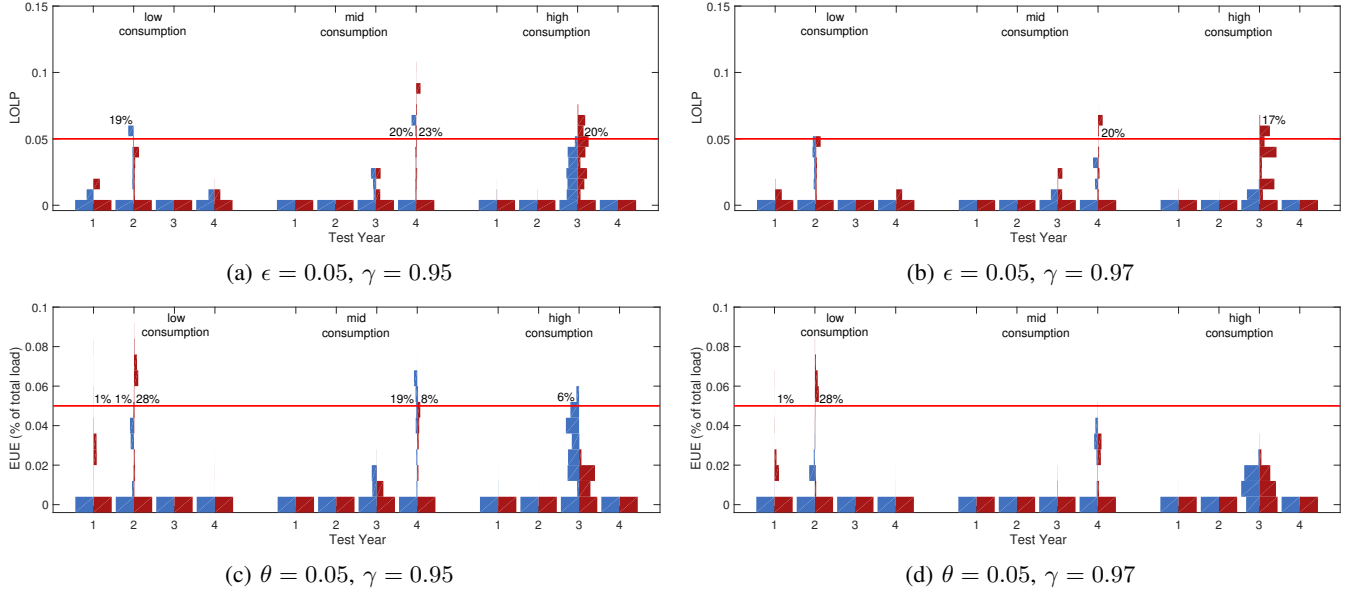 0.15
0.1
0.05
0
LOLP
low
consumption
mid
consumption
high
consumption
19%
20% 23%
20%
1 2 3 4 1 2 3 4 1 2 3 4
Test Year
(a) ϵ = 0.05, γ = 0.95
0.15
0.1
0.05
0
LOLP
low
consumption
mid
consumption
high
consumption
20%
17%
1 2 3 4 1 2 3 4 1 2 3 4
Test Year
(b) ϵ = 0.05, γ = 0.97
0.1
0.08
0.06
0.04
0.02
0
EUE (% of total load)
low
consumption
mid
consumption
high
consumption
1% 1% 28%
19% 8%
6%
1 2 3 4 1 2 3 4 1 2 3 4
Test Year
(c) θ = 0.05, γ = 0.95
0.1
0.08
0.06
0.04
0.02
0
EUE (% of total load)
low
consumption
mid
consumption
high
consumption
1% 28%
1 2 3 4 1 2 3 4 1 2 3 4
Test Year
(d) θ = 0.05, γ = 0.97